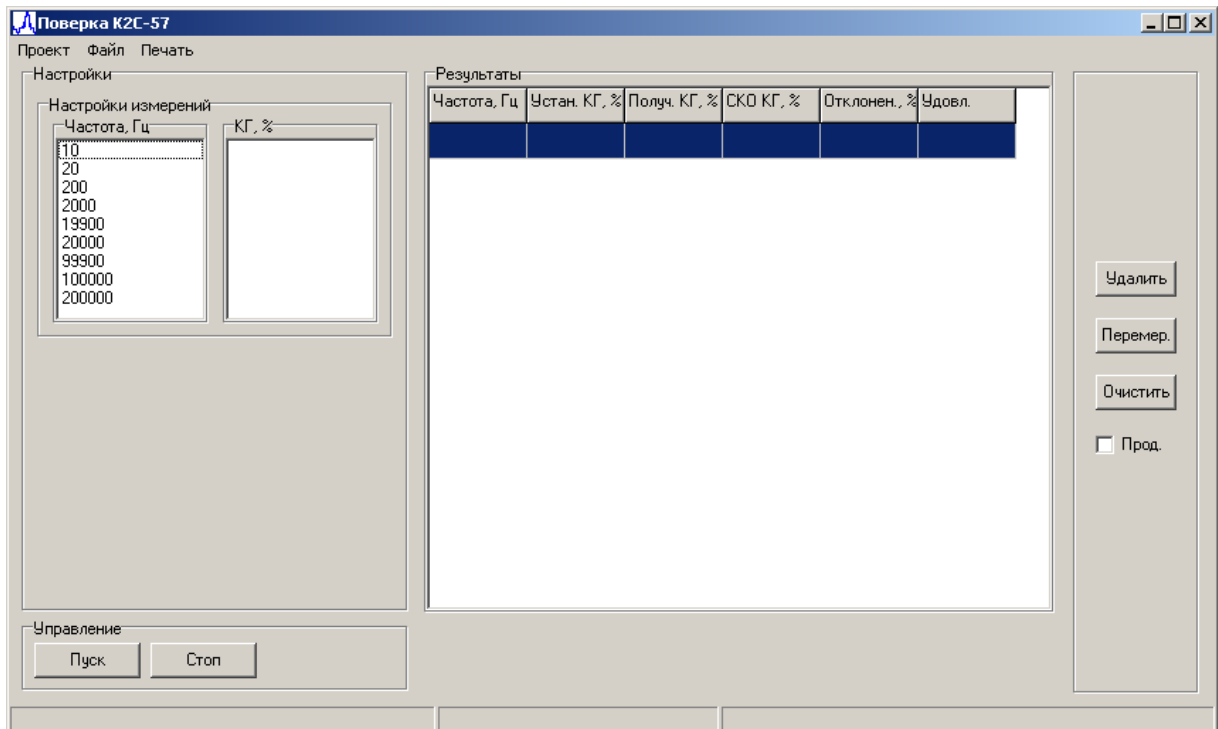 Поверка К2С-57
Проект Файл Печать
Настройки
Настройки измерений
Частота, Гц
КГ, %
10
20
200
2000
19900
20000
99900
100000
200000
Результаты
Частота, Гц Устан. КГ, % Получ. КГ, % СКО КГ, % Отклонен., % Удовл.
Удалить
Перемер.
Очистить
Прод.
Управление
Пуск Стоп